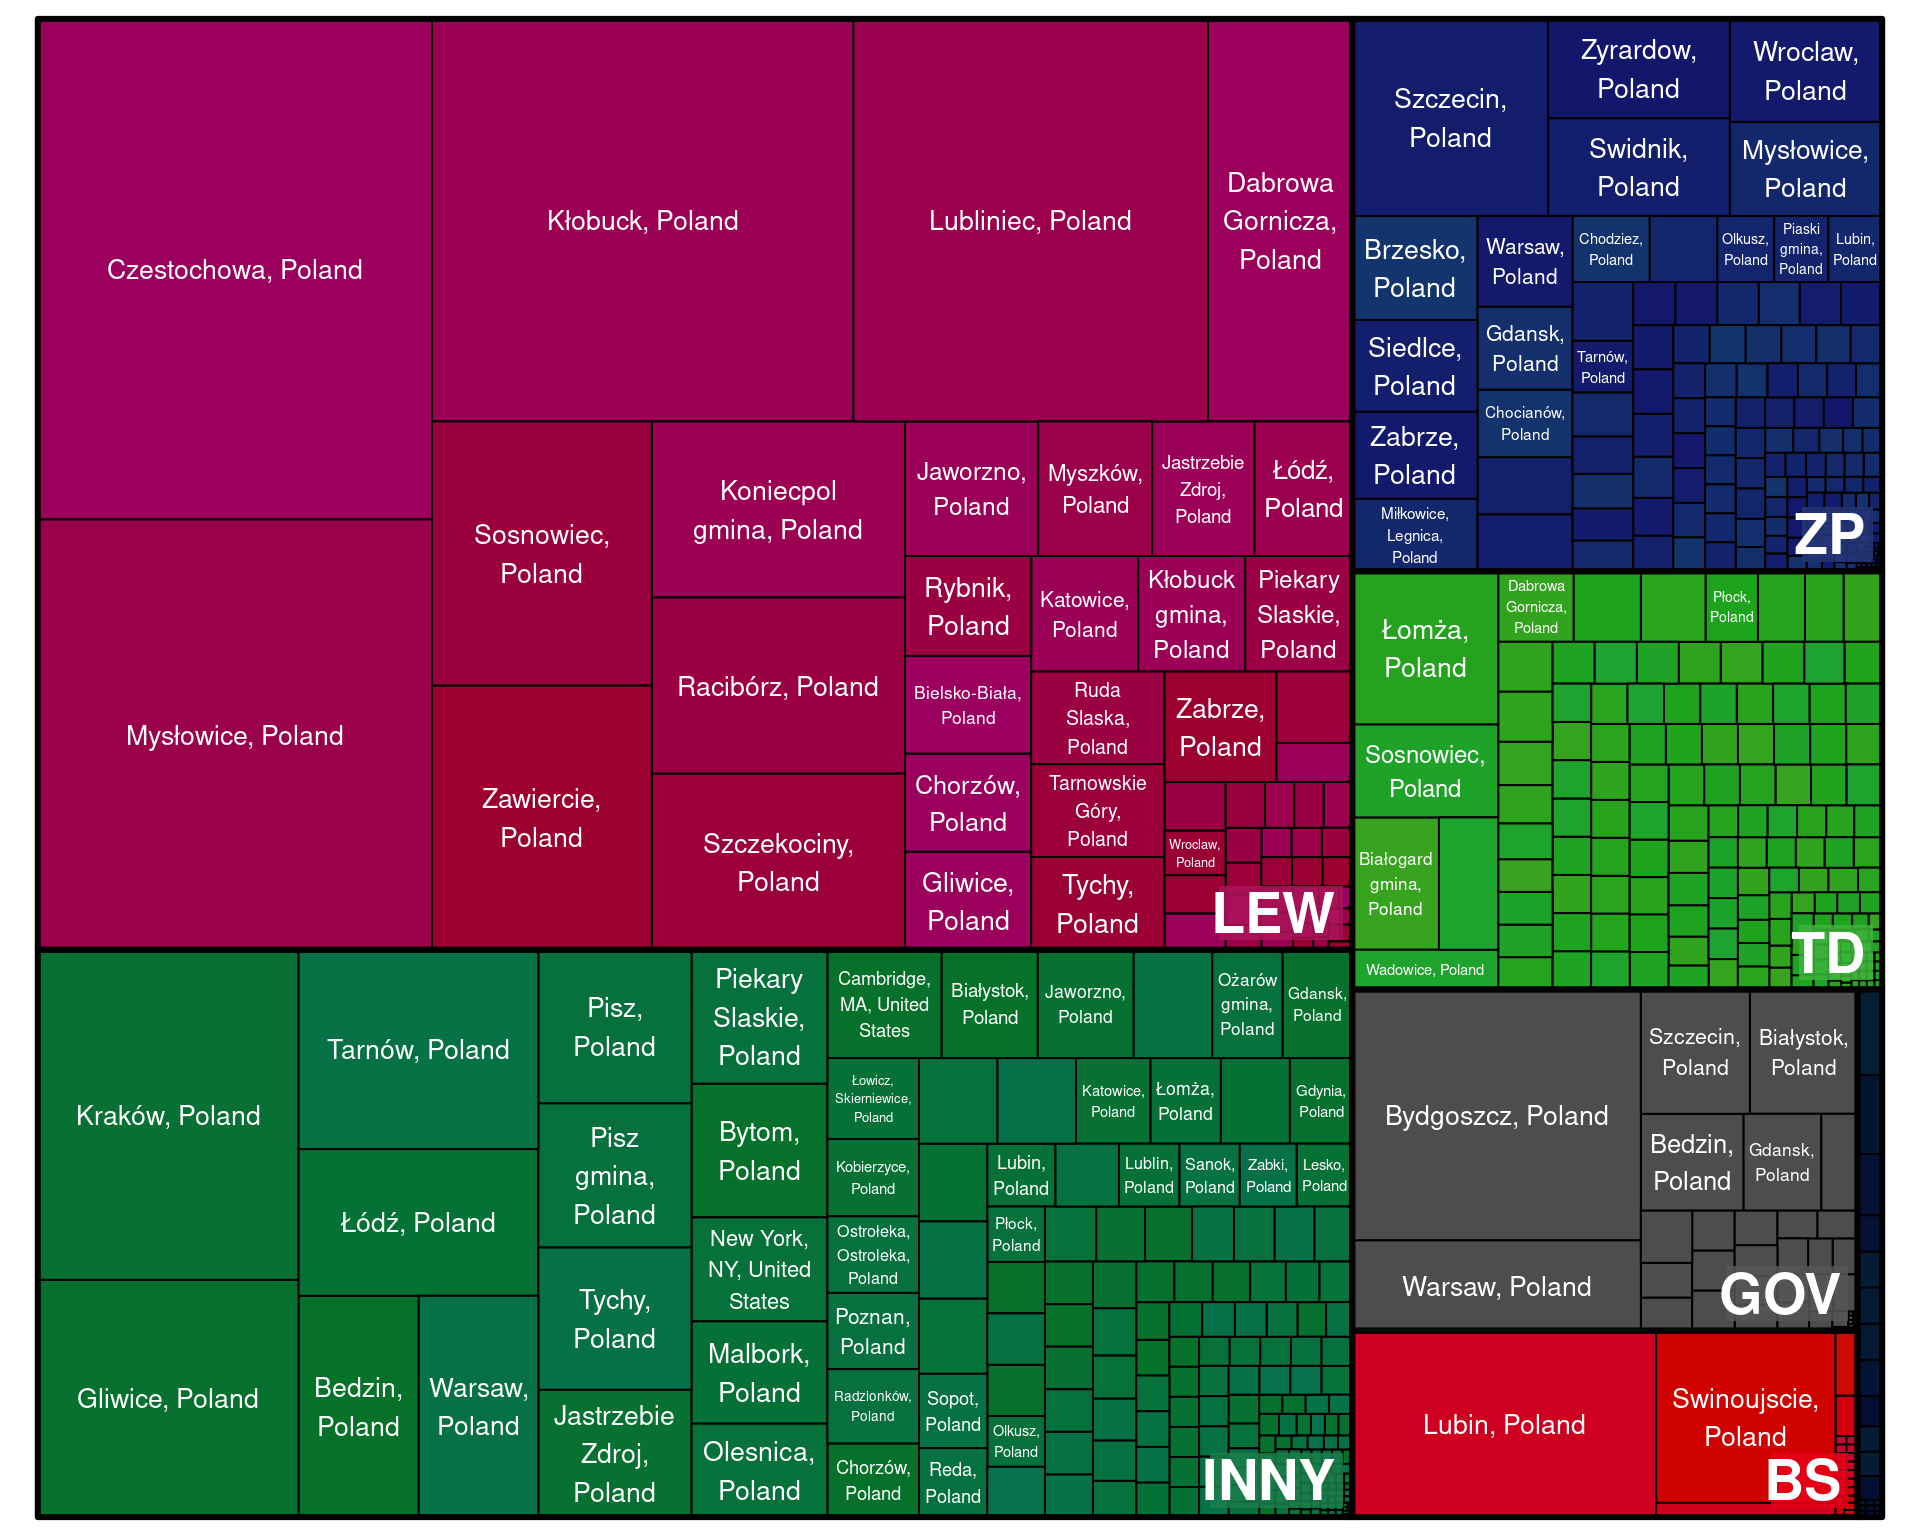 Czestochowa, Poland
Mysłowice, Poland
Kłobuck, Poland
Lubliniec, Poland
Dabrowa
Gornicza,
Poland
Sosnowiec,
Poland
Zawiercie,
Poland
Koniecpol
gmina, Poland
Racibórz, Poland
Szczekociny,
Poland
Jaworzno,
Poland
Myszków,
Poland
Jastrzebie
Zdroj,
Poland
Łódź,
Poland
Rybnik,
Poland
Bielsko-Biała,
Poland
Chorzów,
Poland
Gliwice,
Poland
Katowice,
Poland
Kłobuck
gmina,
Poland
Piekary
Slaskie,
Poland
Ruda
Slaska,
Poland
Tarnowskie
Góry,
Poland
Tychy,
Poland
Zabrze,
Poland
Wroclaw,
Poland
LEW
Szczecin,
Poland
Zyrardow,
Poland
Wroclaw,
Poland
Swidnik,
Poland
Mysłowice,
Poland
Brzesko,
Poland
Siedlce,
Poland
Zabrze,
Poland
Miłkowice,
Legnica,
Poland
Warsaw,
Poland
Gdansk,
Poland
Chocianów,
Poland
Chodziez,
Poland
Olkusz,
Poland
Piaski
gmina,
Poland
Lubin,
Poland
Tarnów,
Poland
ZP
Łomża,
Poland
Sosnowiec,
Poland
Białogard
gmina,
Poland
Wadowice, Poland
Dabrowa
Gornicza,
Poland
Płock,
Poland
TD
Kraków, Poland
Gliwice, Poland
Tarnów, Poland
Łódź, Poland
Bedzin,
Poland
Warsaw,
Poland
Pisz,
Poland
Pisz
gmina,
Poland
Tychy,
Poland
Jastrzebie
Zdroj,
Poland
Piekary
Slaskie,
Poland
Bytom,
Poland
New York,
NY, United
States
Malbork,
Poland
Olesnica,
Poland
Cambridge,
MA, United
States
Białystok,
Poland
Jaworzno,
Poland
Ożarów
gmina,
Poland
Gdansk,
Poland
Łowicz,
Skierniewice,
Poland
Kobierzyce,
Poland
Ostrołeka,
Ostroleka,
Poland
Poznan,
Poland
Radzionków,
Poland
Chorzów,
Poland
Katowice,
Poland
Łomża,
Poland
Gdynia,
Poland
Lubin,
Poland
Lublin,
Poland
Sanok,
Poland
Zabki,
Poland
Lesko,
Poland
Płock,
Poland
Sopot,
Poland
Reda,
Poland
Olkusz,
Poland
INNY
Bydgoszcz, Poland
Warsaw, Poland
Szczecin,
Poland
Białystok,
Poland
Bedzin,
Poland
Gdansk,
Poland
GOV
Lubin, Poland
Swinoujscie,
Poland
BS